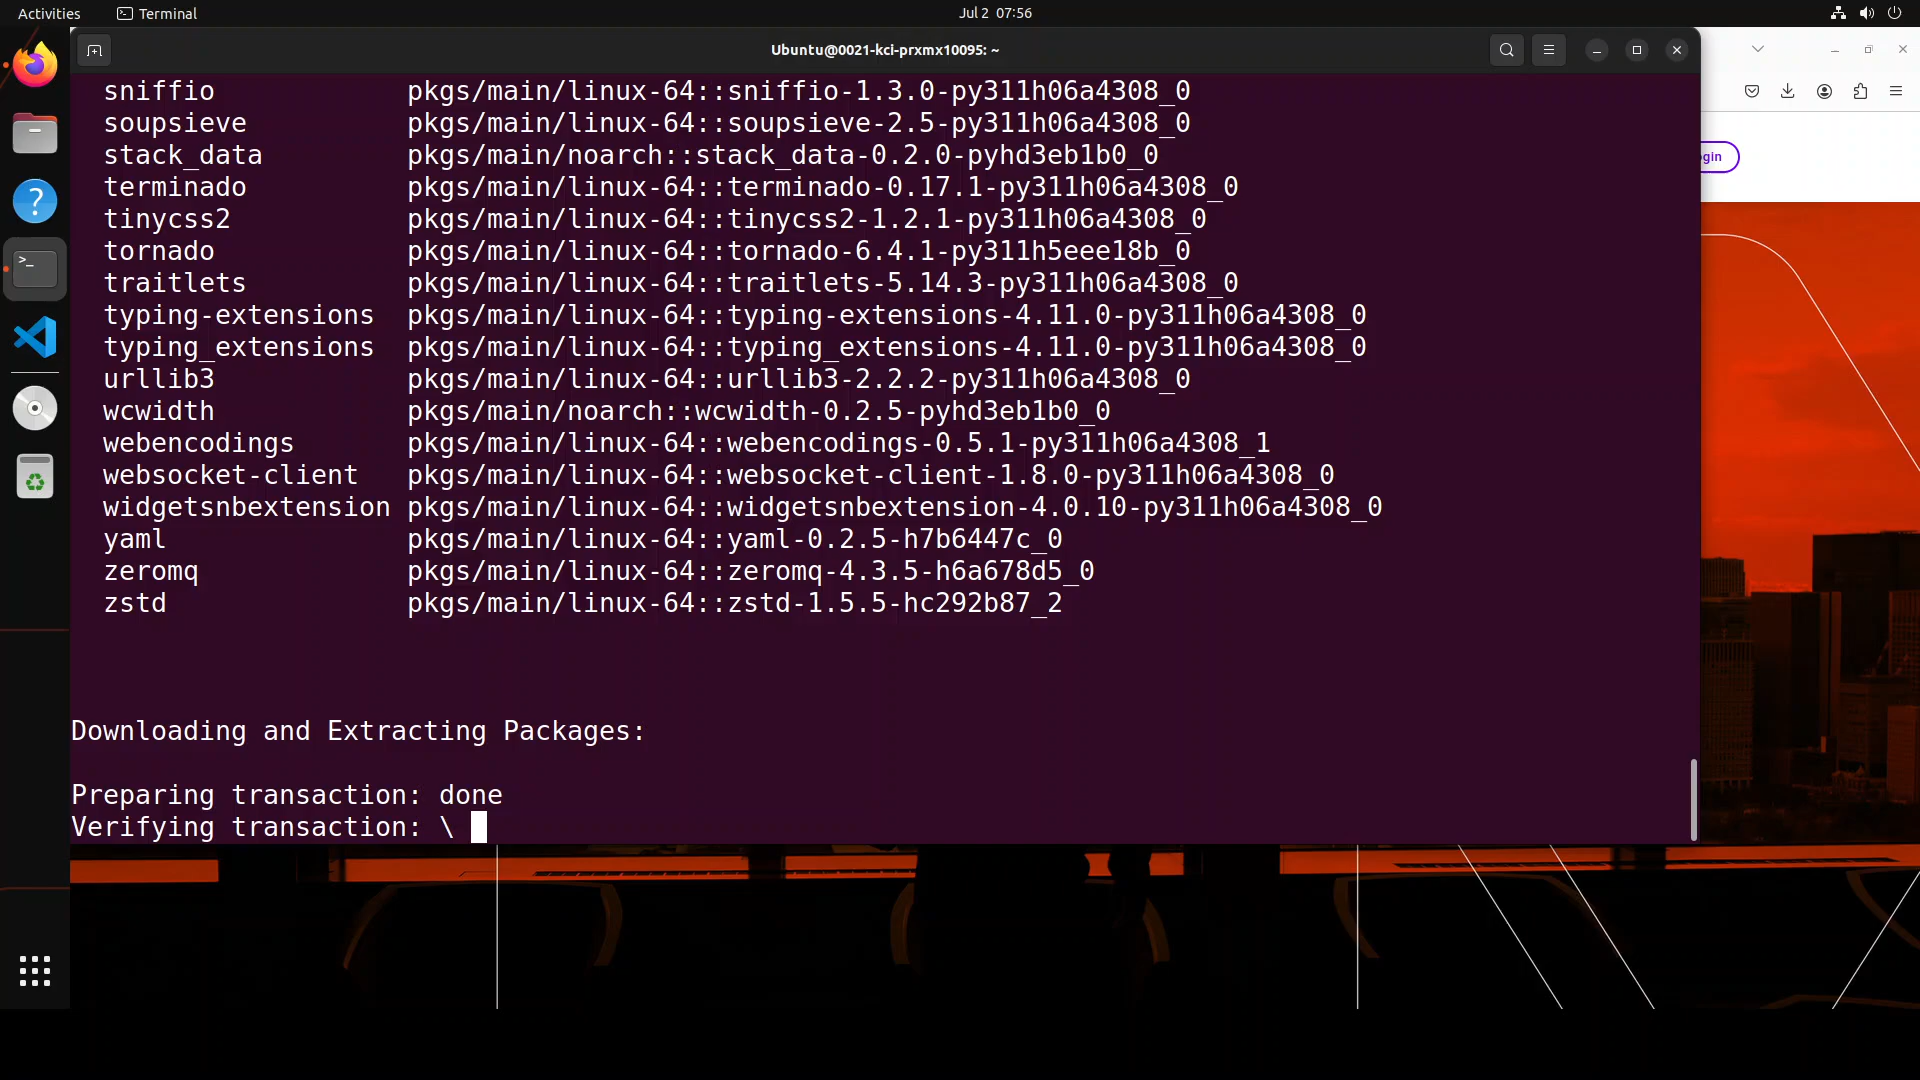 Activities Terminal Jul 2 07:56
Ubuntu@0021-kci-prxmx10095: ~
sniffio pkgs/main/linux-64::sniffio-1.3.0-py311h06a4308_0
soupsieve pkgs/main/linux-64::soupsieve-2.5-py311h06a4308_0
stack_data pkgs/main/noarch::stack_data-0.2.0-pyhd3eb1b0_0
terminado pkgs/main/linux-64::terminado-0.17.1-py311h06a4308_0
tinycss2 pkgs/main/linux-64::tinycss2-1.2.1-py311h06a4308_0
tornado pkgs/main/linux-64::tornado-6.4.1-py311h5eee18b_0
traitlets pkgs/main/linux-64::traitlets-5.14.3-py311h06a4308_0
typing-extensions pkgs/main/linux-64::typing-extensions-4.11.0-py311h06a4308_0
typing_extensions pkgs/main/linux-64::typing_extensions-4.11.0-py311h06a4308_0
urllib3 pkgs/main/linux-64::urllib3-2.2.2-py311h06a4308_0
wcwidth pkgs/main/noarch::wcwidth-0.2.5-pyhd3eb1b0_0
webencodings pkgs/main/linux-64::webencodings-0.5.1-py311h06a4308_1
websocket-client pkgs/main/linux-64::websocket-client-1.8.0-py311h06a4308_0
widgetsnbextension pkgs/main/linux-64::widgetsnbextension-4.0.10-py311h06a4308_0
yaml pkgs/main/linux-64::yaml-0.2.5-h7b6447c_0
zeromq pkgs/main/linux-64::zeromq-4.3.5-h6a678d5_0
zstd pkgs/main/linux-64::zstd-1.5.5-hc292b87_2
Downloading and Extracting Packages:
Preparing transaction: done
Verifying transaction: \
gin